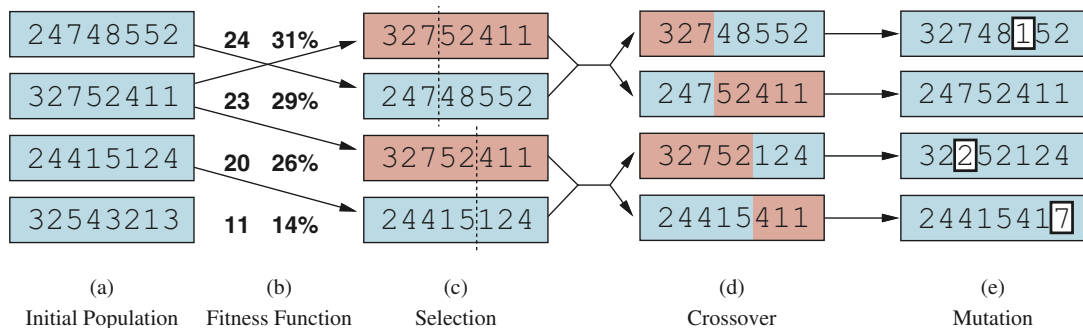 24748552 24 31% 32752411 32748552 32748152
32752411 23 29% 24748552 24752411 24752411
24415124 20 26% 32752411 32752124 32252124
32543213 11 14% 24415124 24415411 24415417
(a) (b) (c) (d) (e)
Initial Population Fitness Function Selection Crossover Mutation